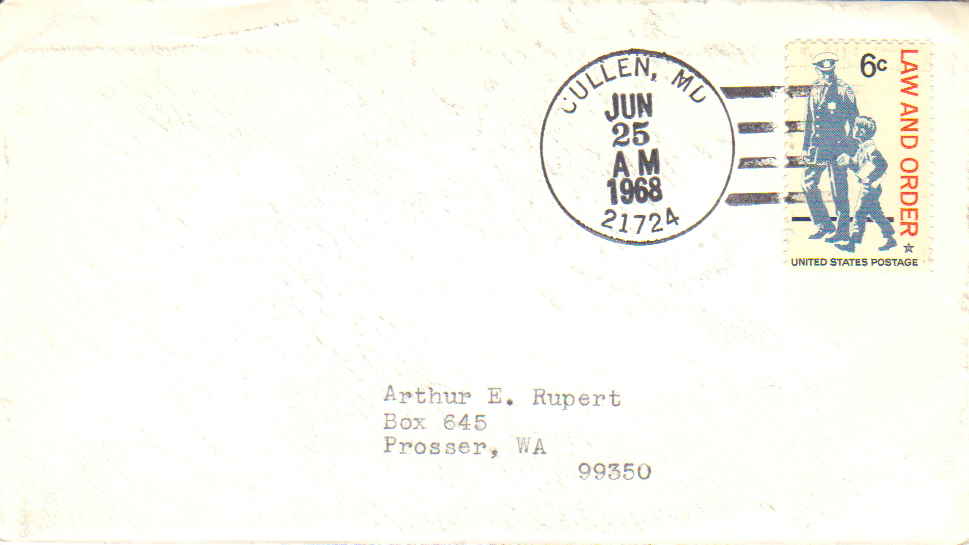 CULLEN, MD
JUN
25
AM
1968
21724
6c
LAW AND ORDER
UNITED STATES POSTAGE
Arthur E. Rupert
Box 645
Prosser, WA
99350